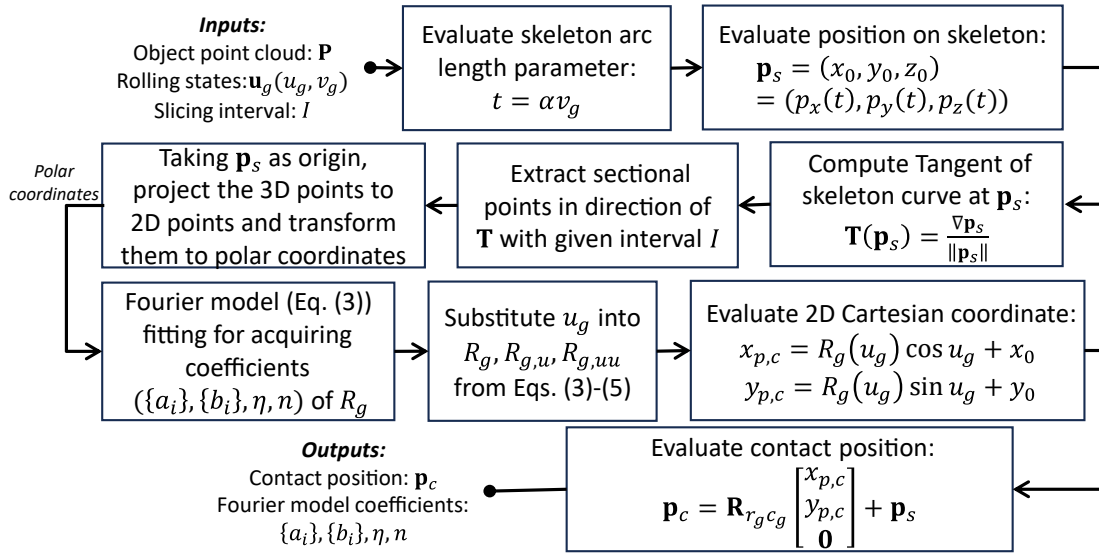 Inputs:
Object point cloud: P
Rolling states:u_g(u_g, v_g)
Slicing interval: I
Evaluate skeleton arc
length parameter:
t = αv_g
Evaluate position on skeleton:
p_s = (x_0, y_0, z_0)
= (p_x(t), p_y(t), p_z(t))
Compute Tangent of
skeleton curve at p_s:
T(p_s) = ∇p_s / ‖p_s‖
Extract sectional
points in direction of
T with given interval I
Taking p_s as origin,
project the 3D points to
2D points and transform
them to polar coordinates
Polar
coordinates
Fourier model (Eq. (3))
fitting for acquiring
coefficients
({a_i}, {b_i}, η, n) of R_g
Substitute u_g into
R_g, R_{g,u}, R_{g,uu}
from Eqs. (3)-(5)
Evaluate 2D Cartesian coordinate:
x_{p,c} = R_g(u_g) cos u_g + x_0
y_{p,c} = R_g(u_g) sin u_g + y_0
Evaluate contact position:
p_c = R_{r_g c_g} [x_{p,c} y_{p,c} 0] + p_s
Outputs:
Contact position: p_c
Fourier model coefficients:
{a_i}, {b_i}, η, n